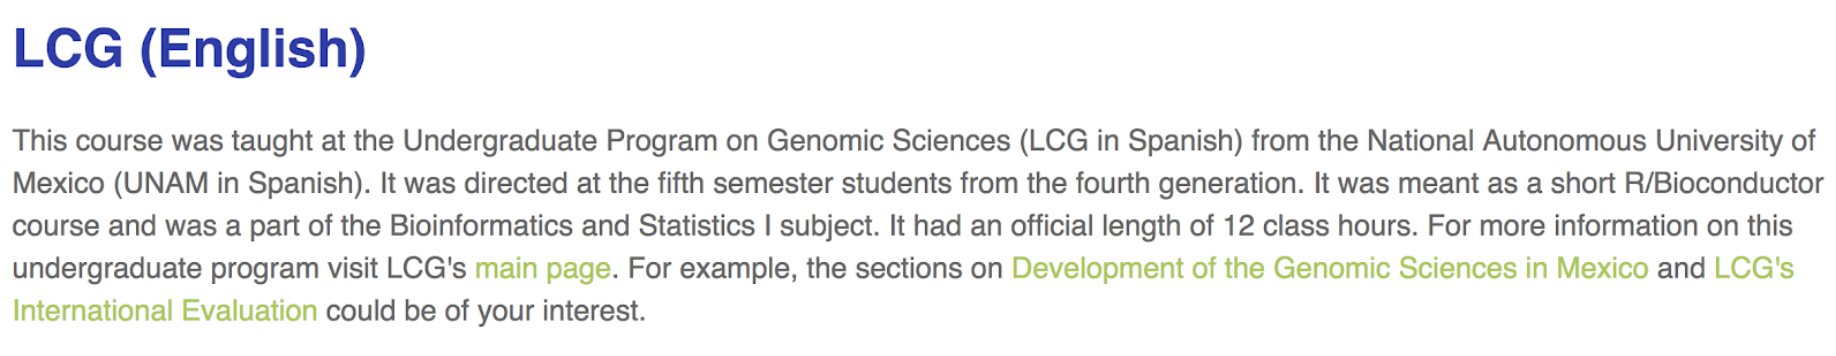 LCG (English)
This course was taught at the Undergraduate Program on Genomic Sciences (LCG in Spanish) from the National Autonomous University of
Mexico (UNAM in Spanish). It was directed at the fifth semester students from the fourth generation. It was meant as a short R/Bioconductor
course and was a part of the Bioinformatics and Statistics I subject. It had an official length of 12 class hours. For more information on this
undergraduate program visit LCG's main page. For example, the sections on Development of the Genomic Sciences in Mexico and LCG's
International Evaluation could be of your interest.